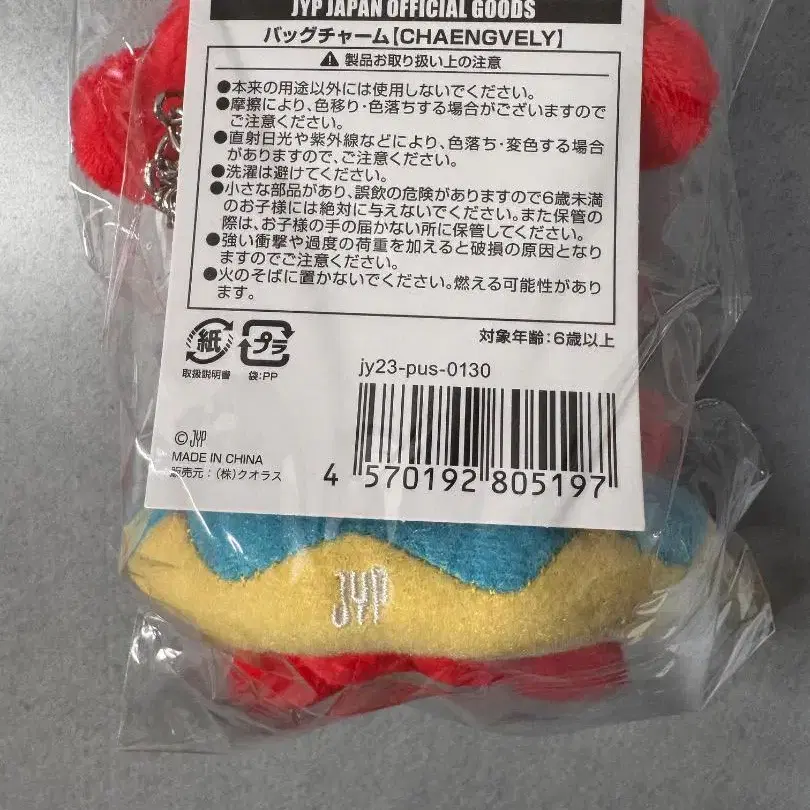 JYP JAPAN OFFICIAL GOODS
バッグチャーム【CHAENGVELY】
⚠ 製品お取り扱い上の注意
●本来の用途以外には使用しないでください。
●摩擦により、色移り・色落ちする場合がございますので
ご注意ください。
●直射日光や紫外線などにより、色落ち・変色する場合
がありますので、ご注意ください。
●洗濯は避けてください。
●小さな部品があり、誤飲の危険がありますので6歳未満
のお子様には絶対に与えないでください。また保管の
際は、お子様の手の届かない所に保管してください。
●強い衝撃や過度の荷重を加えると破損の原因となり
ますのでご注意ください。
●火のそばに置かないでください。燃える可能性があり
ます。
対象年齢:6歳以上
紙 プラ
取扱説明書 袋:PP
jy23-pus-0130
©JYP
MADE IN CHINA
販売元:(株)クオラス
4 570192 805197
JYP